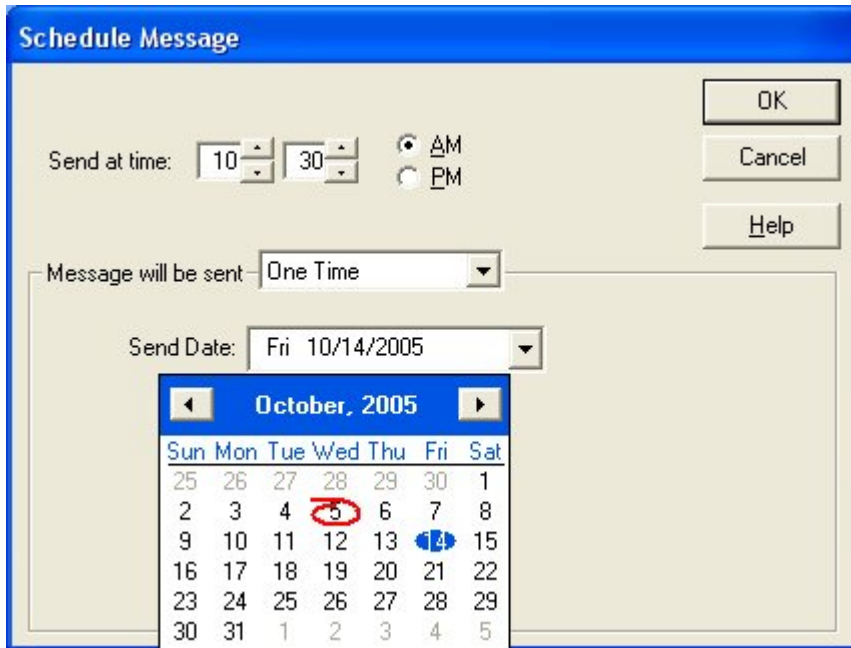 Schedule Message
OK
Send at time: 10 30 AM
PM
Cancel
Help
Message will be sent One Time
Send Date: Fri 10/14/2005
October, 2005
Sun Mon Tue Wed Thu Fri Sat
25 26 27 28 29 30 1
2 3 4 5 6 7 8
9 10 11 12 13 14 15
16 17 18 19 20 21 22
23 24 25 26 27 28 29
30 31 1 2 3 4 5